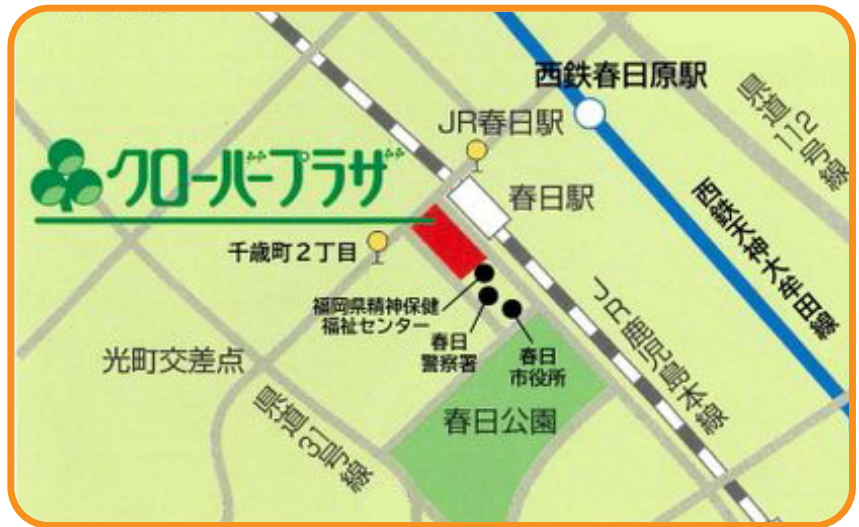 西鉄春日原駅
県道112号線
JR春日駅
クローバープラザ
春日駅
西鉄天神大牟田線
千歳町2丁目
福岡県精神保健
福祉センター
春日
警察署
春日
市役所
JR鹿児島本線
光町交差点
県道31号線
春日公園